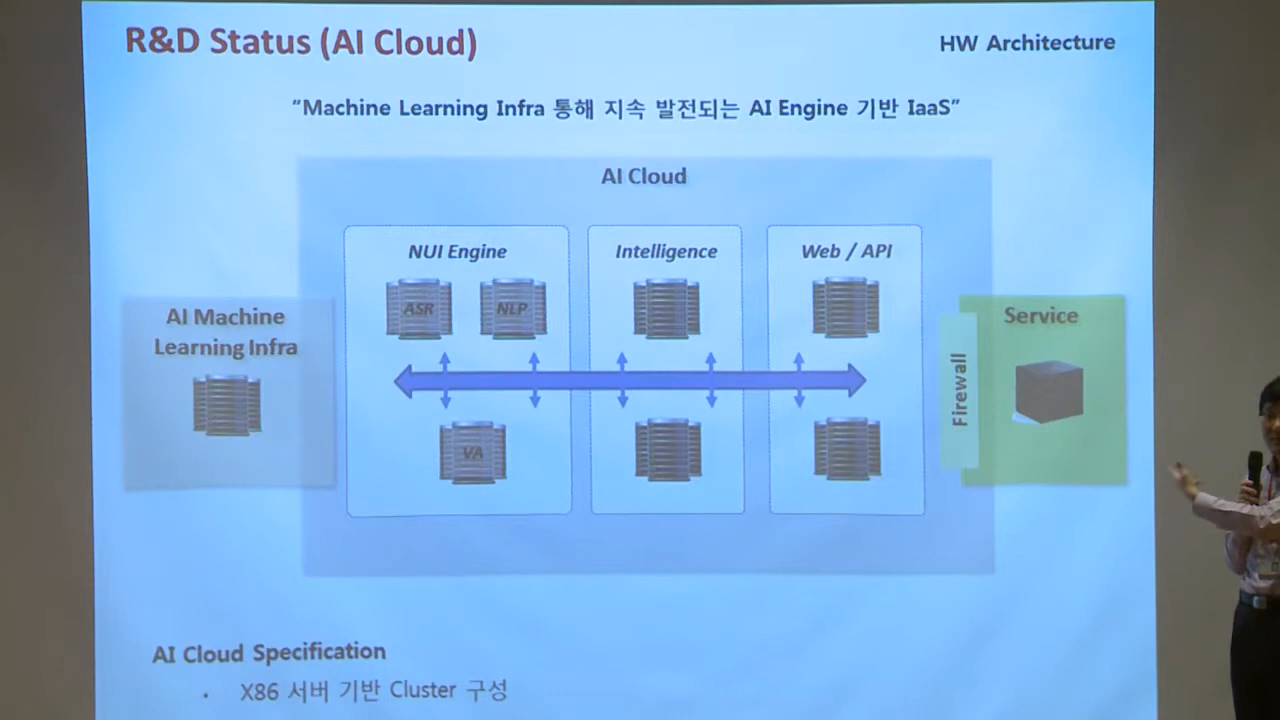 R&D Status (AI Cloud)
HW Architecture
“Machine Learning Infra 통해 지속 발전되는 AI Engine 기반 IaaS”
AI Cloud
NUI Engine
Intelligence
Web / API
ASR
NLP
AI Machine
Learning Infra
Service
Firewall
VA
AI Cloud Specification
· X86 서버 기반 Cluster 구성